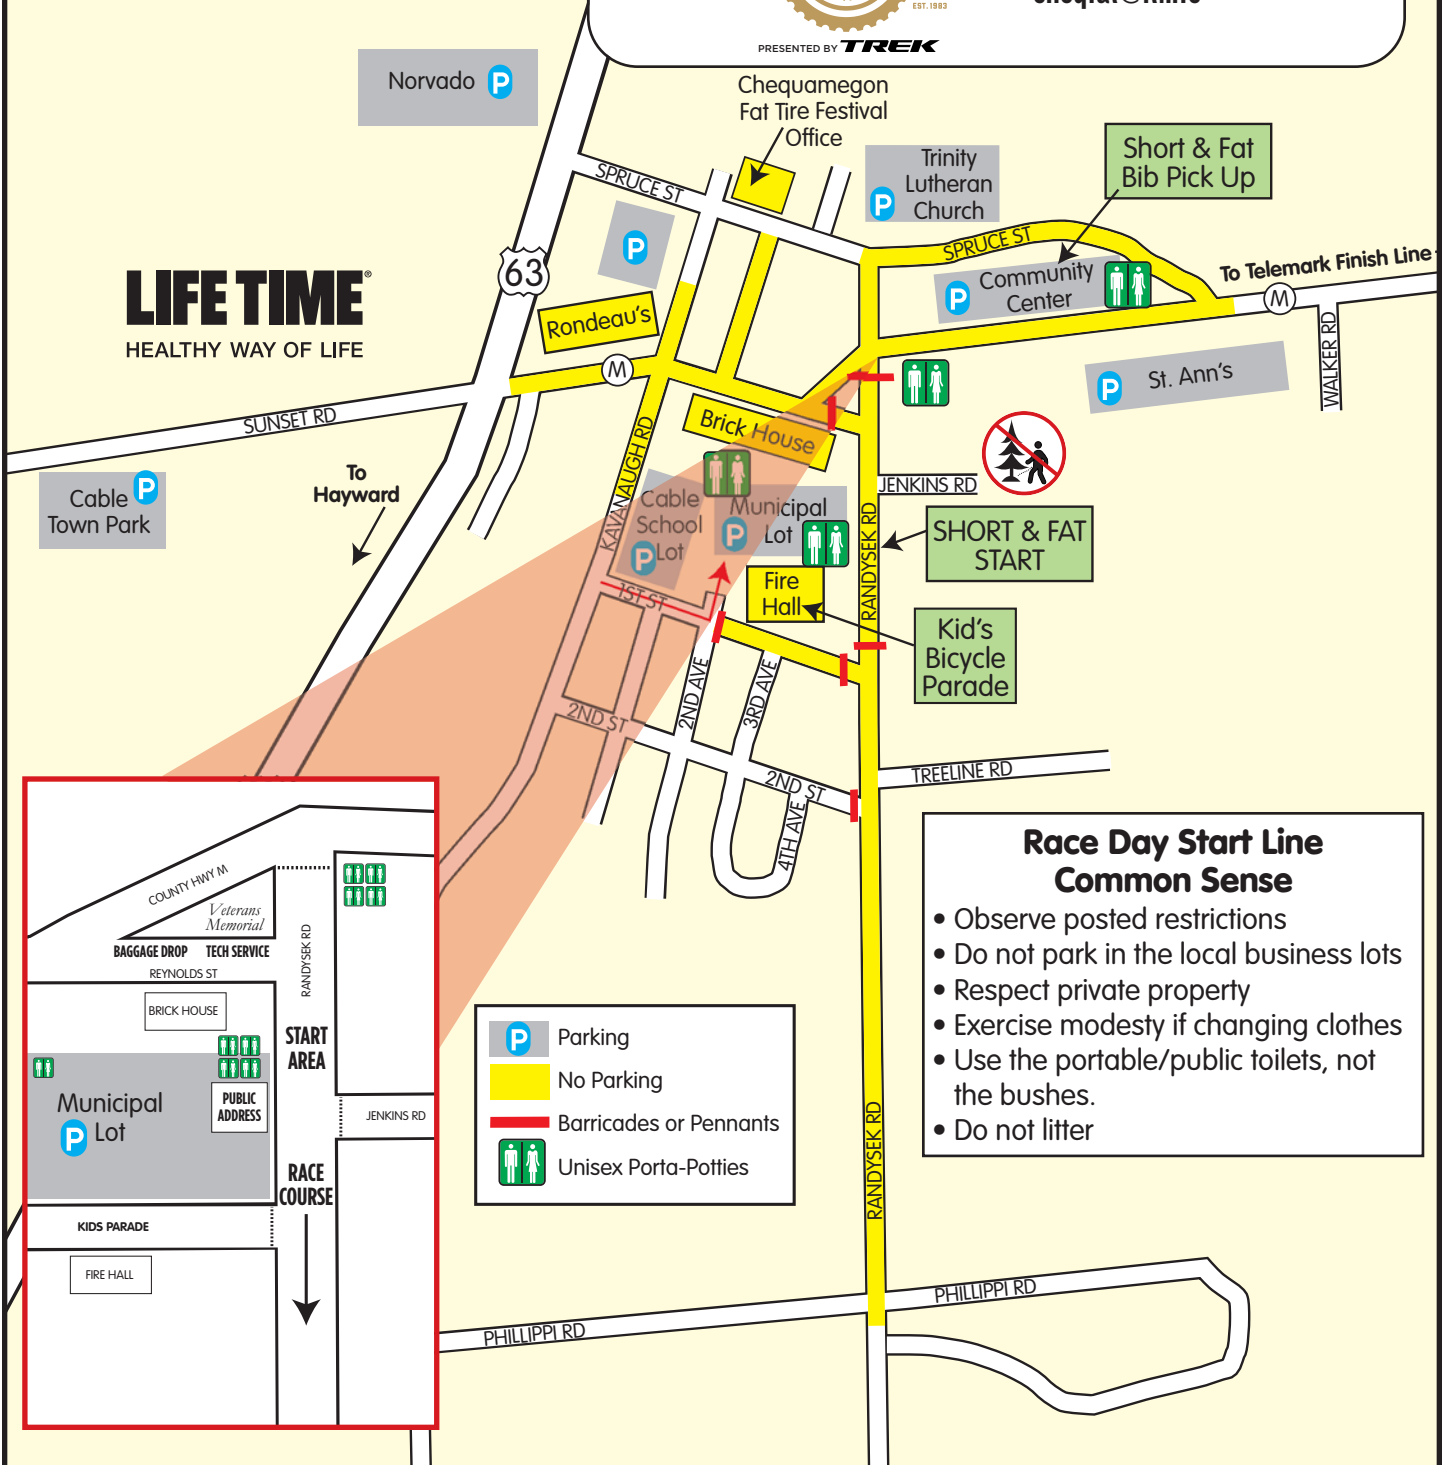 EST. 1983
PRESENTED BY TREK
Norvado P
Chequamegon
Fat Tire Festival
Office
Trinity
Lutheran
Church
P
Short & Fat
Bib Pick Up
SPRUCE ST
SPRUCE ST
P
63
Community
Center
P
To Telemark Finish Line
M
LIFE TIME®
HEALTHY WAY OF LIFE
Rondeau's
M
WALKER RD
St. Ann's
P
SUNSET RD
Brick House
KAVANAUGH RD
To
Hayward
Cable
Town Park
P
JENKINS RD
Cable
School
Lot
P
Municipal
Lot
P
RANDYSEK RD
SHORT & FAT
START
Fire
Hall
1ST ST
Kid's
Bicycle
Parade
2ND AVE
3RD AVE
2ND ST
2ND ST
4TH AVE
TREELINE RD
Race Day Start Line
Common Sense
• Observe posted restrictions
• Do not park in the local business lots
• Respect private property
• Exercise modesty if changing clothes
• Use the portable/public toilets, not
the bushes.
• Do not litter
COUNTY HWY M
Veterans
Memorial
BAGGAGE DROP TECH SERVICE
REYNOLDS ST
RANDYSEK RD
BRICK HOUSE
START
AREA
PUBLIC
ADDRESS
Municipal
P Lot
JENKINS RD
RACE
COURSE
KIDS PARADE
FIRE HALL
P Parking
No Parking
Barricades or Pennants
Unisex Porta-Potties
RANDYSEK RD
PHILLIPPI RD
PHILLIPPI RD